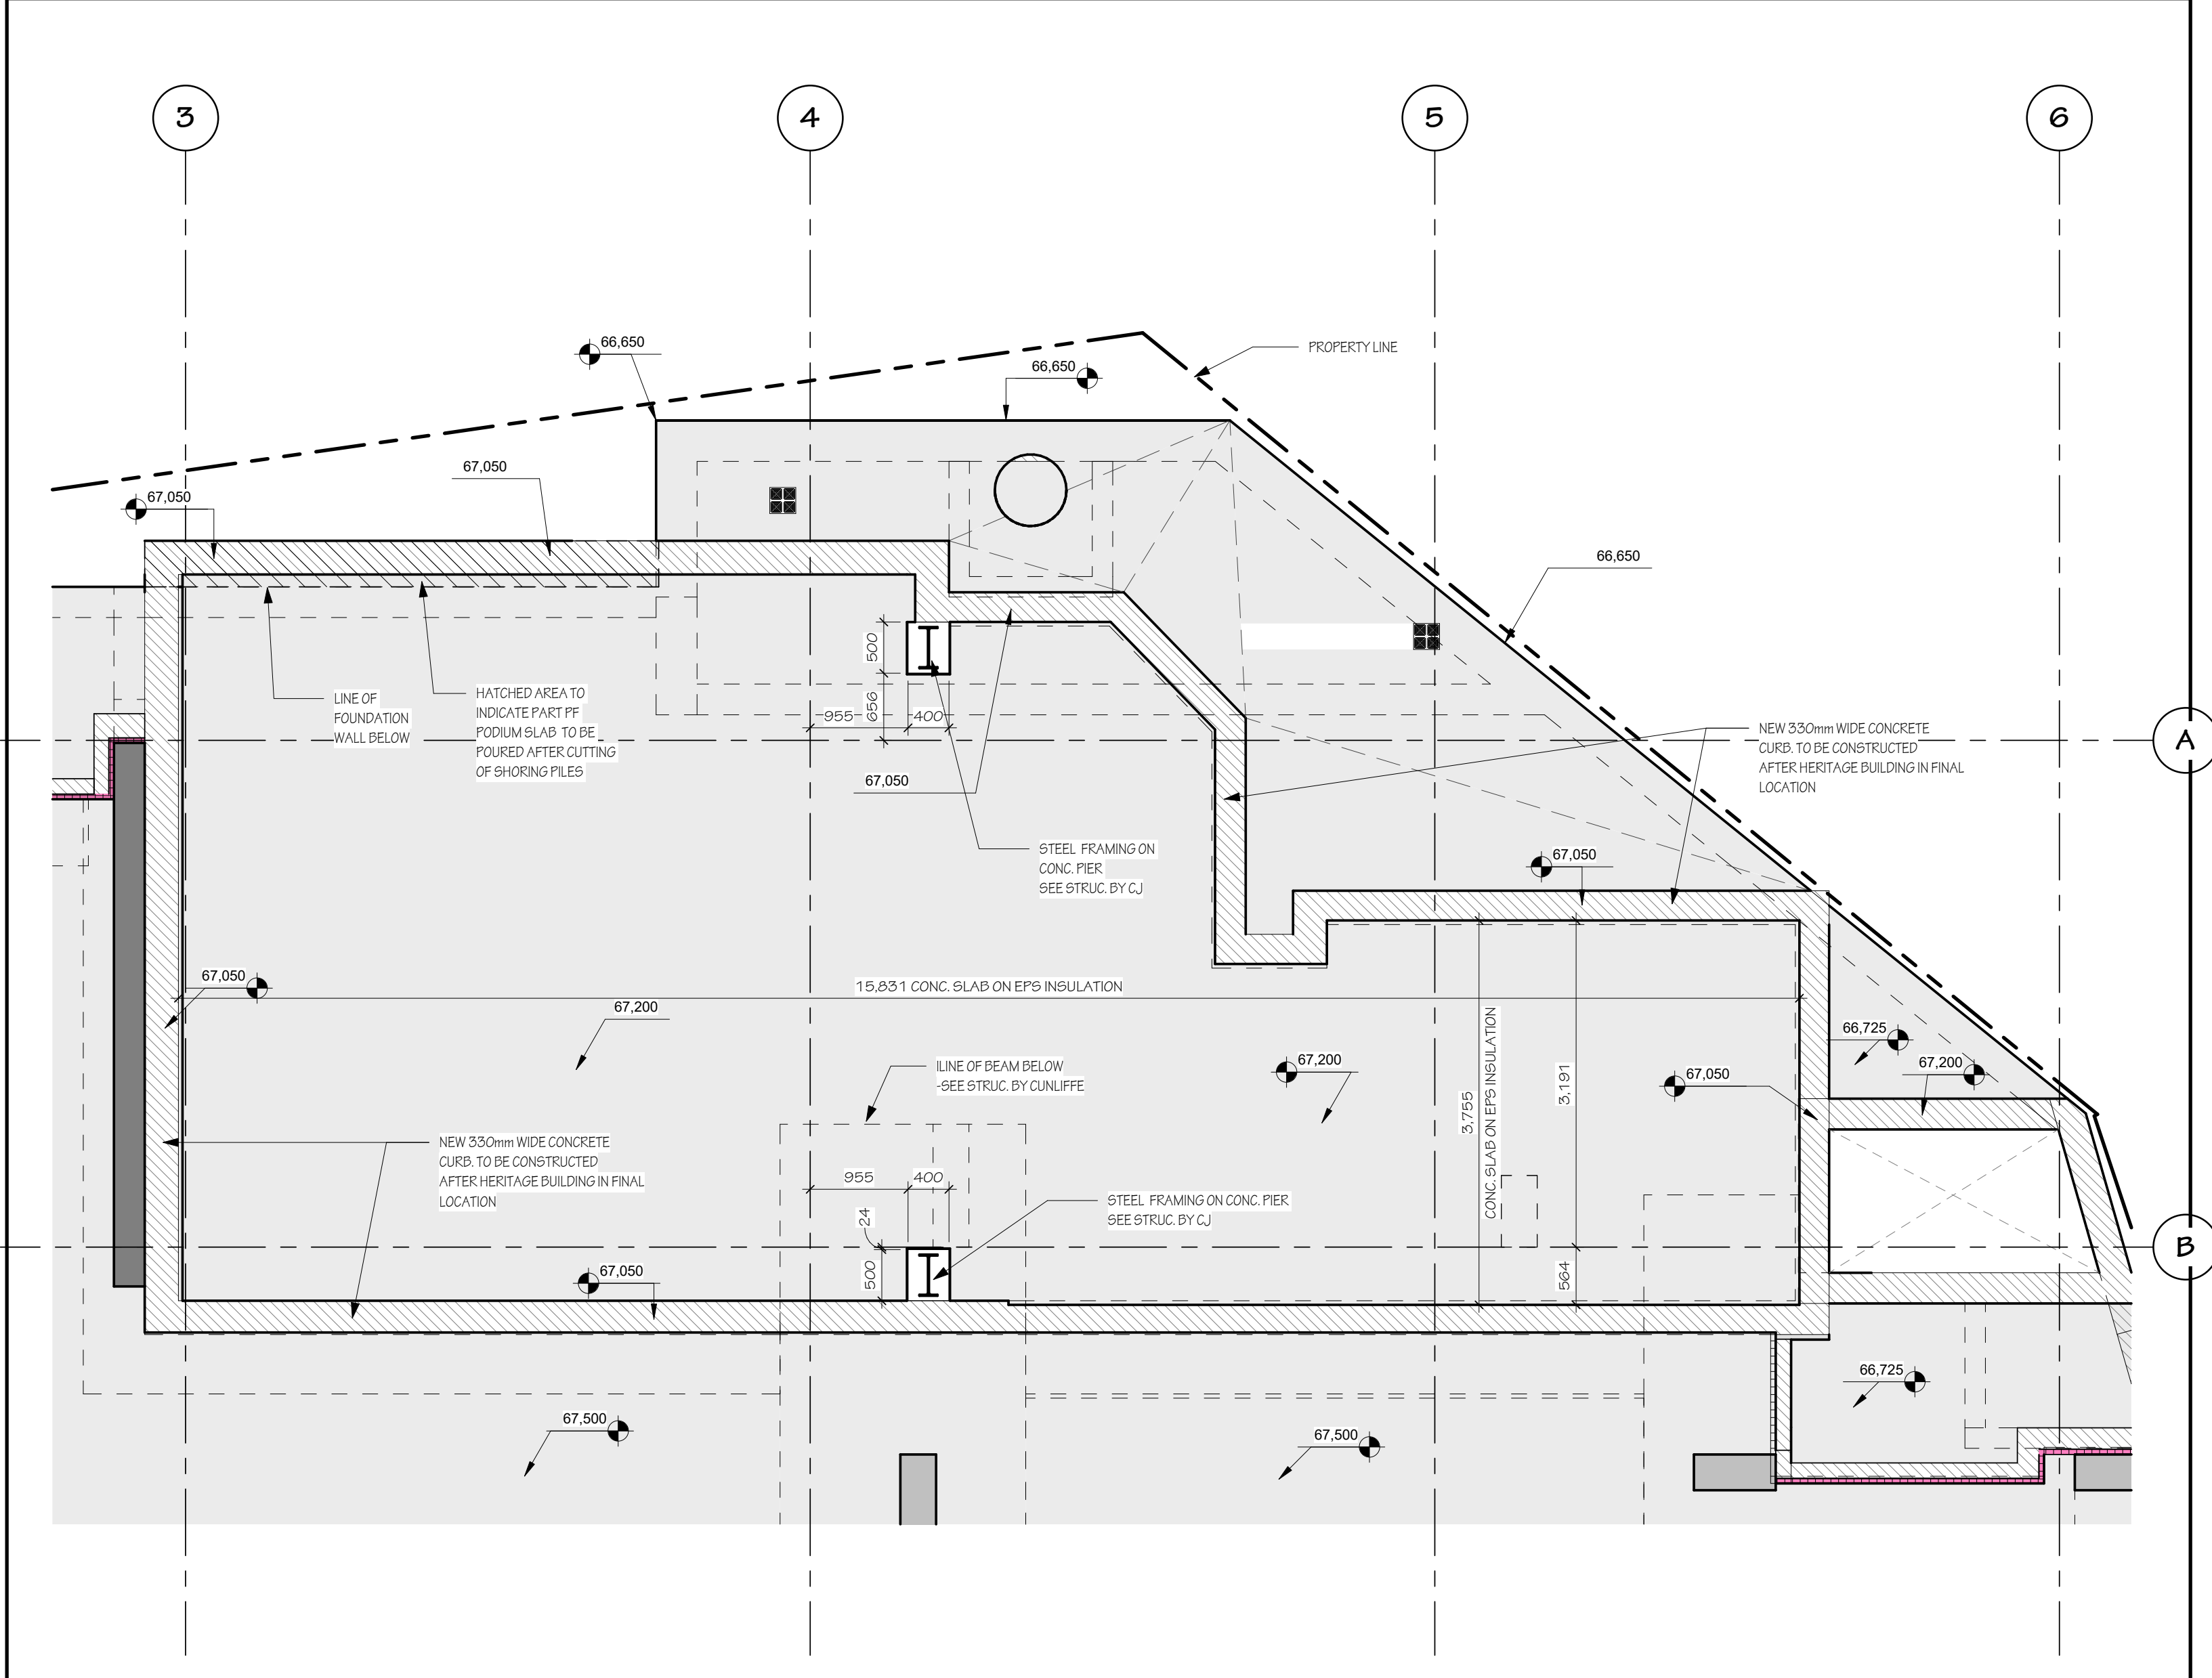 3
4
5
6
66,650
66,650
PROPERTY LINE
67,050
67,050
66,650
500
656
955
400
LINE OF
FOUNDATION
WALL BELOW
HATCHED AREA TO
INDICATE PART PF
PODIUM SLAB TO BE
POURED AFTER CUTTING
OF SHORING PILES
67,050
NEW 330mm WIDE CONCRETE
CURB. TO BE CONSTRUCTED
AFTER HERITAGE BUILDING IN FINAL
LOCATION
A
STEEL FRAMING ON
CONC. PIER
SEE STRUC. BY CJ
67,050
67,050
15,831 CONC. SLAB ON EPS INSULATION
67,200
67,200
ILINE OF BEAM BELOW
-SEE STRUC. BY CUNLIFFE
3,755
CONC. SLAB ON EPS INSULATION
3,191
564
67,050
66,725
67,200
NEW 330mm WIDE CONCRETE
CURB. TO BE CONSTRUCTED
AFTER HERITAGE BUILDING IN FINAL
LOCATION
955
400
24
500
STEEL FRAMING ON CONC. PIER
SEE STRUC. BY CJ
B
67,050
66,725
67,500
67,500